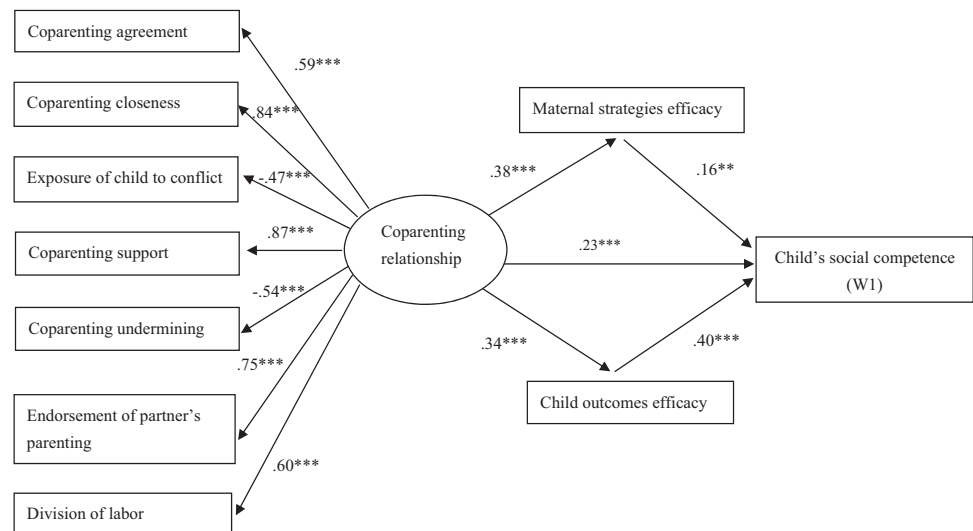 Coparenting agreement
.59***
Coparenting closeness
.84***
Exposure of child to conflict
-.47***
Coparenting support
.87***
Coparenting undermining
-.54***
Endorsement of partner's
parenting
.75***
Division of labor
.60***
Coparenting
relationship
Maternal strategies efficacy
.38***
.16**
.23***
Child's social competence
(W1)
.34***
.40***
Child outcomes efficacy